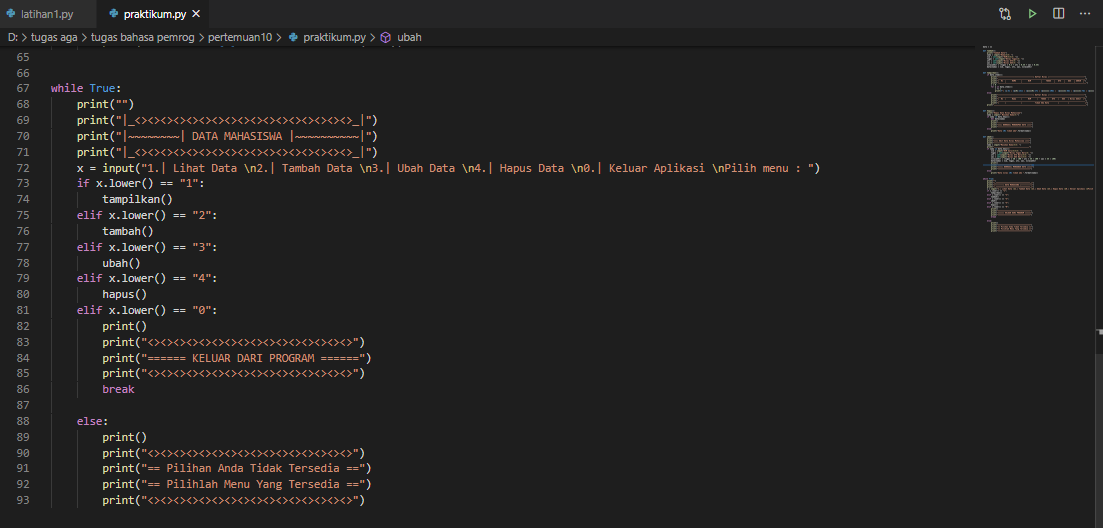 latihan1.py praktikum.py
D: > tugas aga > tugas bahasa pemrog > pertemuan10 > praktikum.py > ubah
65
66
67 while True:
68 print("")
69 print("|_<><><><><><><><><><><><><><><><><>_|")
70 print("|~~~~~~~~| DATA MAHASISWA |~~~~~~~~~~|")
71 print("|_<><><><><><><><><><><><><><><><><>_|")
72 x = input("1.| Lihat Data \n2.| Tambah Data \n3.| Ubah Data \n4.| Hapus Data \n0.| Keluar Aplikasi \nPilih menu : ")
73 if x.lower() == "1":
74 tampilkan()
75 elif x.lower() == "2":
76 tambah()
77 elif x.lower() == "3":
78 ubah()
79 elif x.lower() == "4":
80 hapus()
81 elif x.lower() == "0":
82 print()
83 print("<><><><><><><><><><><><><><><><>")
84 print("====== KELUAR DARI PROGRAM ======")
85 print("<><><><><><><><><><><><><><><><>")
86 break
87
88 else:
89 print()
90 print("<><><><><><><><><><><><><><><><>")
91 print("== Pilihan Anda Tidak Tersedia ==")
92 print("== Pilihlah Menu Yang Tersedia ==")
93 print("<><><><><><><><><><><><><><><><>")